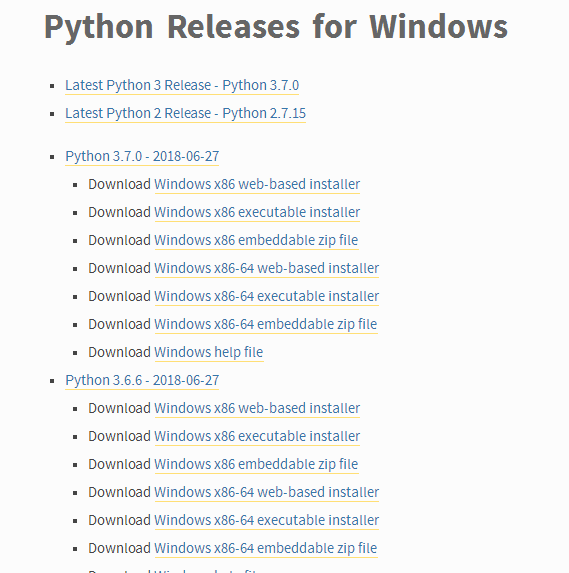 Python Releases for Windows
Latest Python 3 Release - Python 3.7.0
Latest Python 2 Release - Python 2.7.15
Python 3.7.0 - 2018-06-27
Download Windows x86 web-based installer
Download Windows x86 executable installer
Download Windows x86 embeddable zip file
Download Windows x86-64 web-based installer
Download Windows x86-64 executable installer
Download Windows x86-64 embeddable zip file
Download Windows help file
Python 3.6.6 - 2018-06-27
Download Windows x86 web-based installer
Download Windows x86 executable installer
Download Windows x86 embeddable zip file
Download Windows x86-64 web-based installer
Download Windows x86-64 executable installer
Download Windows x86-64 embeddable zip file